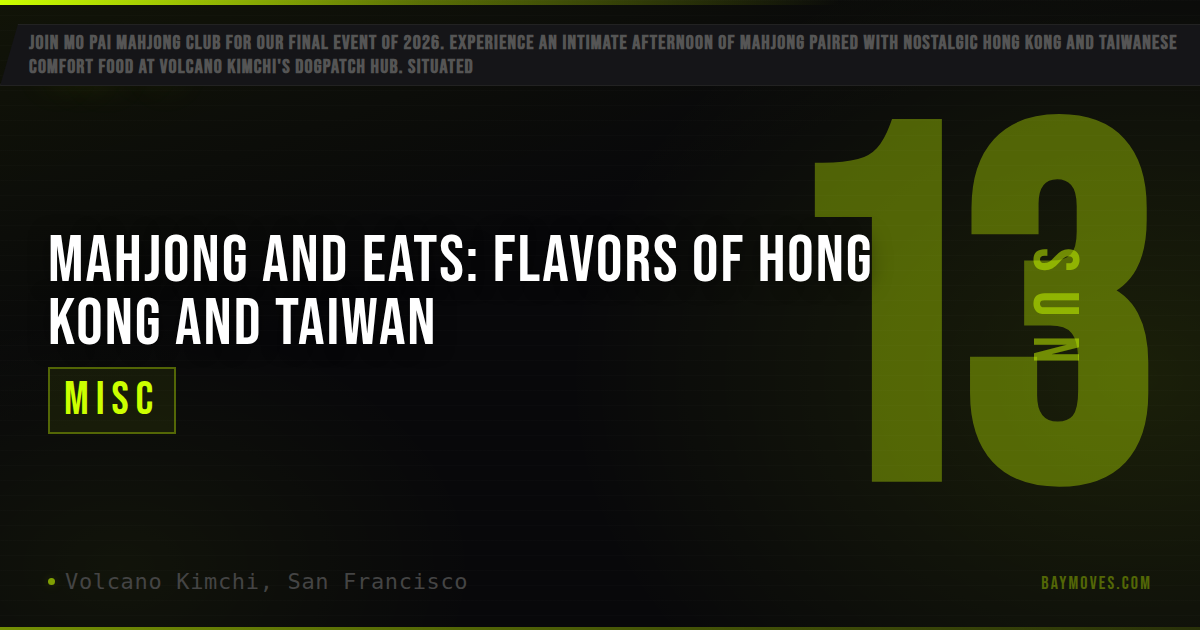 JOIN MO PAI MAHJONG CLUB FOR OUR FINAL EVENT OF 2026. EXPERIENCE AN INTIMATE AFTERNOON OF MAHJONG PAIRED WITH NOSTALGIC HONG KONG AND TAIWANESE
COMFORT FOOD AT VOLCANO KIMCHI'S DOGPATCH HUB. SITUATED
13
SUN
MAHJONG AND EATS: FLAVORS OF HONG
KONG AND TAIWAN
MISC
Volcano Kimchi, San Francisco
BAYMOVES.COM